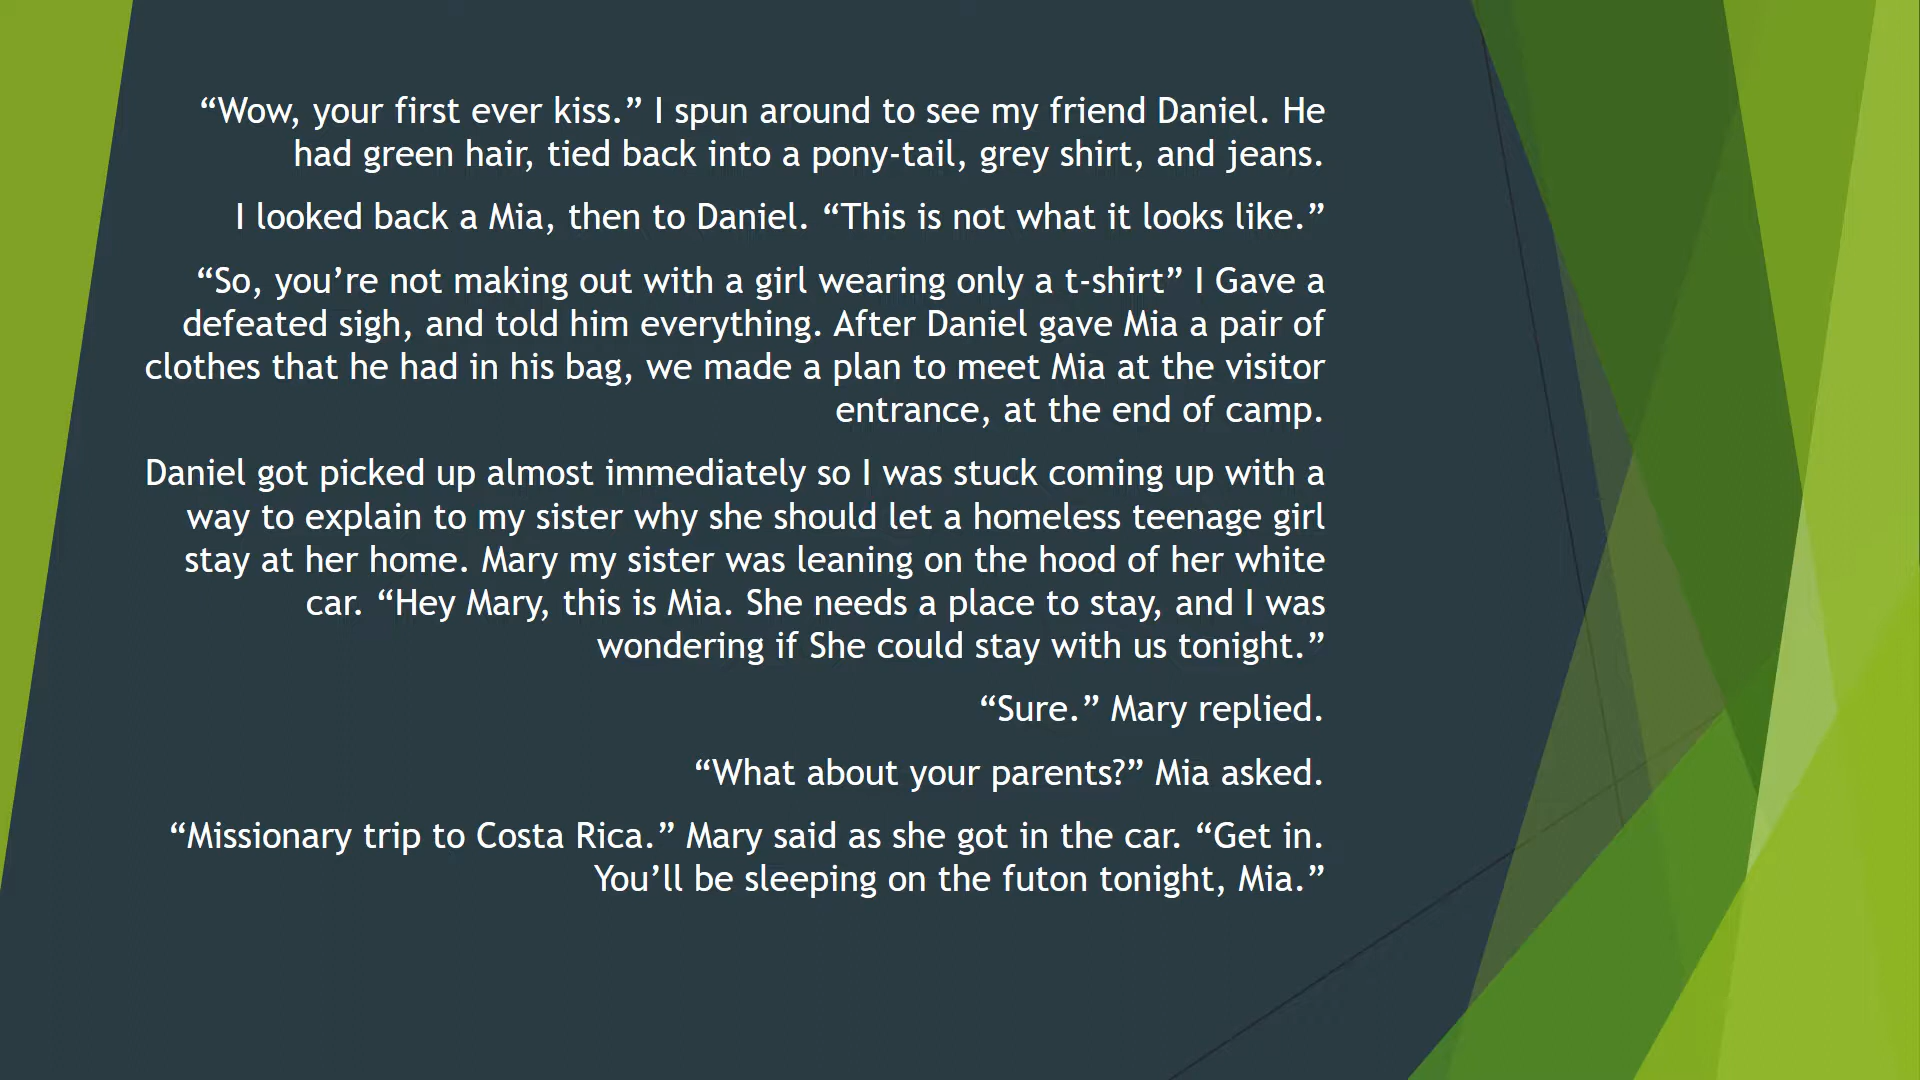 “Wow, your first ever kiss.” I spun around to see my friend Daniel. He
had green hair, tied back into a pony-tail, grey shirt, and jeans.
I looked back a Mia, then to Daniel. “This is not what it looks like.”
“So, you’re not making out with a girl wearing only a t-shirt” I Gave a
defeated sigh, and told him everything. After Daniel gave Mia a pair of
clothes that he had in his bag, we made a plan to meet Mia at the visitor
entrance, at the end of camp.
Daniel got picked up almost immediately so I was stuck coming up with a
way to explain to my sister why she should let a homeless teenage girl
stay at her home. Mary my sister was leaning on the hood of her white
car. “Hey Mary, this is Mia. She needs a place to stay, and I was
wondering if She could stay with us tonight.”
“Sure.” Mary replied.
“What about your parents?” Mia asked.
“Missionary trip to Costa Rica.” Mary said as she got in the car. “Get in.
You’ll be sleeping on the futon tonight, Mia.”